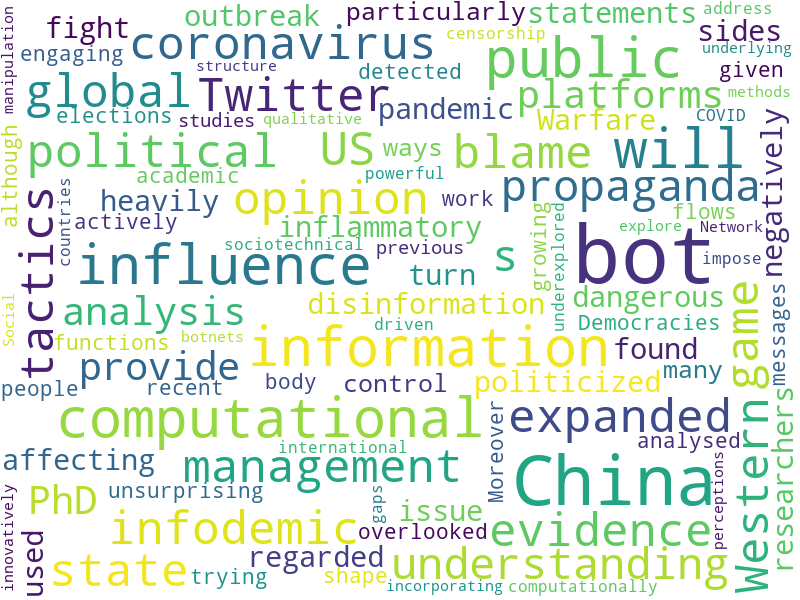 manipulation
fight
outbreak
particularly
statements
address
engaging
coronavirus
censorship
sides
underlying
structure
detected
public
given
global
Twitter
pandemic
platforms
methods
elections
studies
qualitative
Warfare
COVID
although
political
US
ways
blame
will
negatively
academic
powerful
countries
heavily
opinion
work
propaganda
actively
inflammatory
growing
underexplored
flows
explore
Network
tactics
sociotechnical
previous
influence
s
bot
impose
turn
Social
analysis
disinformation
dangerous
messages
functions
botnets
driven
Democracies
game
information
found
provide
many
people
recent
body
control
politicized
researchers
computational
Moreover
expanded
Western
international
analysed
affecting
management
China
perceptions
innovatively
PhD
unsurprising
gaps
issue
used
infodemic
overlooked
evidence
regarded
understanding
state
trying
shape
incorporating
computationally